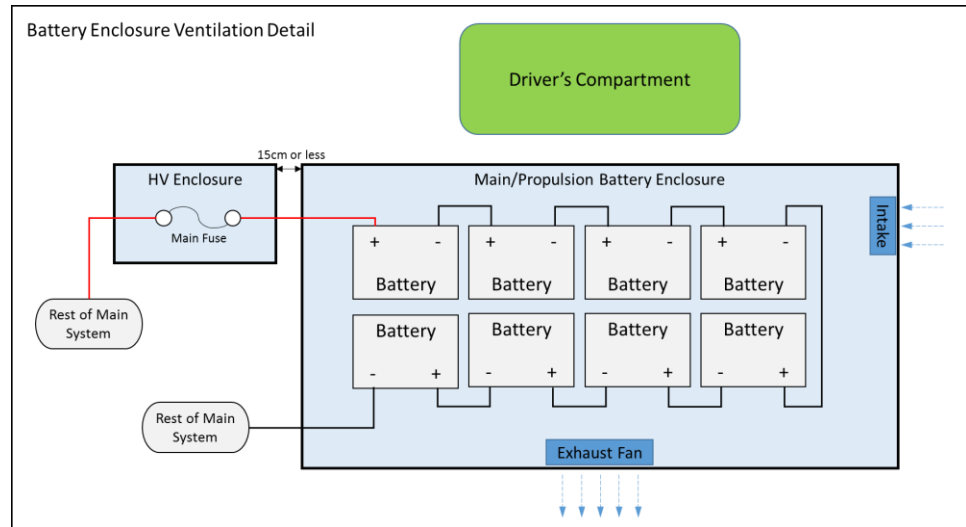 Battery Enclosure Ventilation Detail
Driver's Compartment
15cm or less
HV Enclosure
Main Fuse
Main/Propulsion Battery Enclosure
Intake
+ - + - + - + -
Battery Battery Battery Battery
Battery Battery Battery Battery
- + - + - + - +
Rest of Main
System
Rest of Main
System
Exhaust Fan